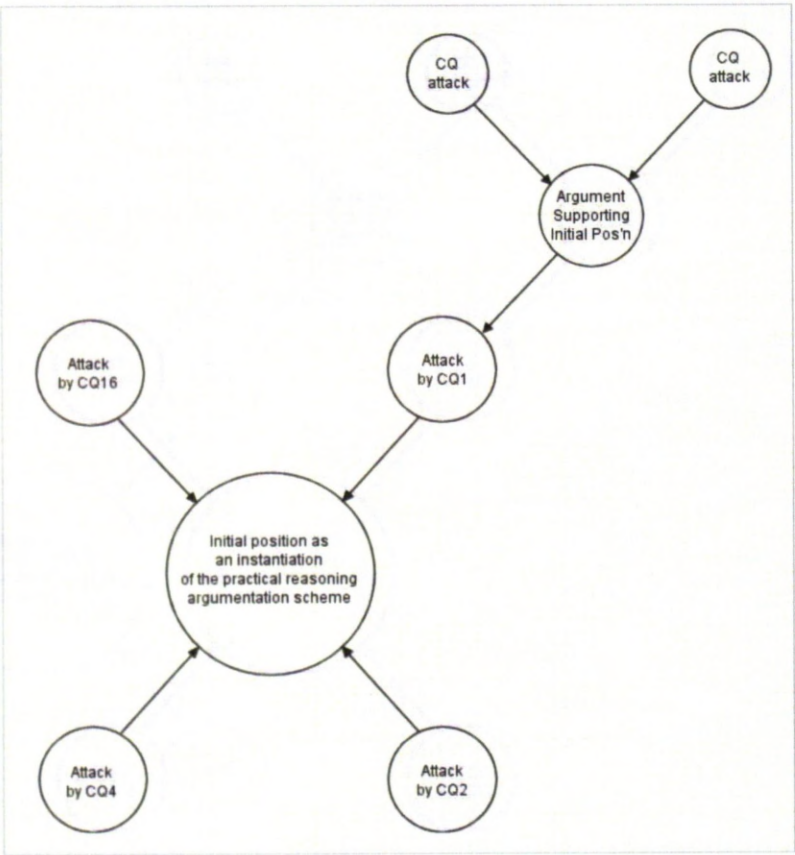 CQ
attack
CQ
attack
Argument
Supporting
Initial Pos'n
Attack
by CQ16
Attack
by CQ1
Initial position as
an instantiation
of the practical reasoning
argumentation scheme
Attack
by CQ4
Attack
by CQ2